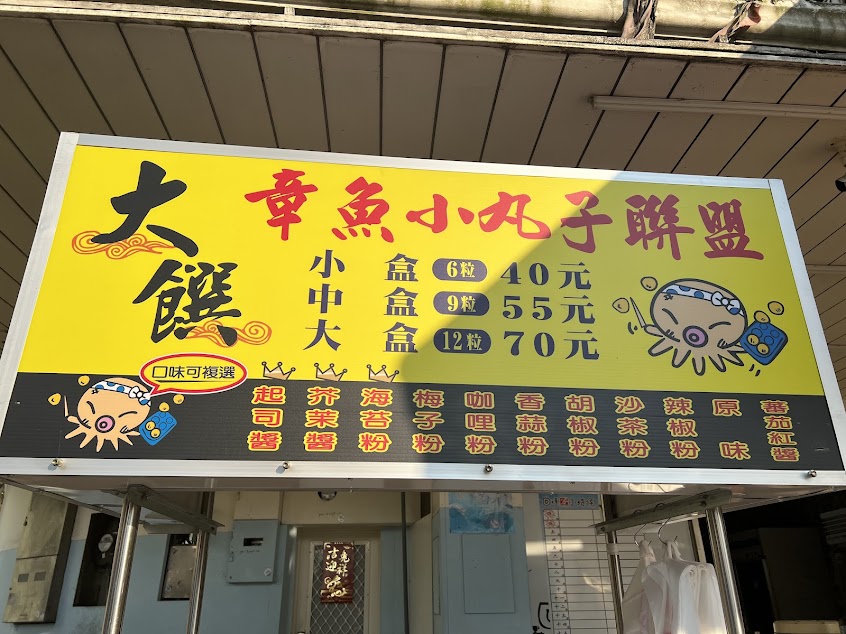 大饌
章魚小丸子聯盟
小盒 6粒 40元
中盒 9粒 55元
大盒 12粒 70元
口味可複選
起司醬
芥茉醬
海苔粉
梅子粉
咖哩粉
香蒜粉
胡椒粉
沙茶粉
辣椒粉
原味
蕃茄紅醬